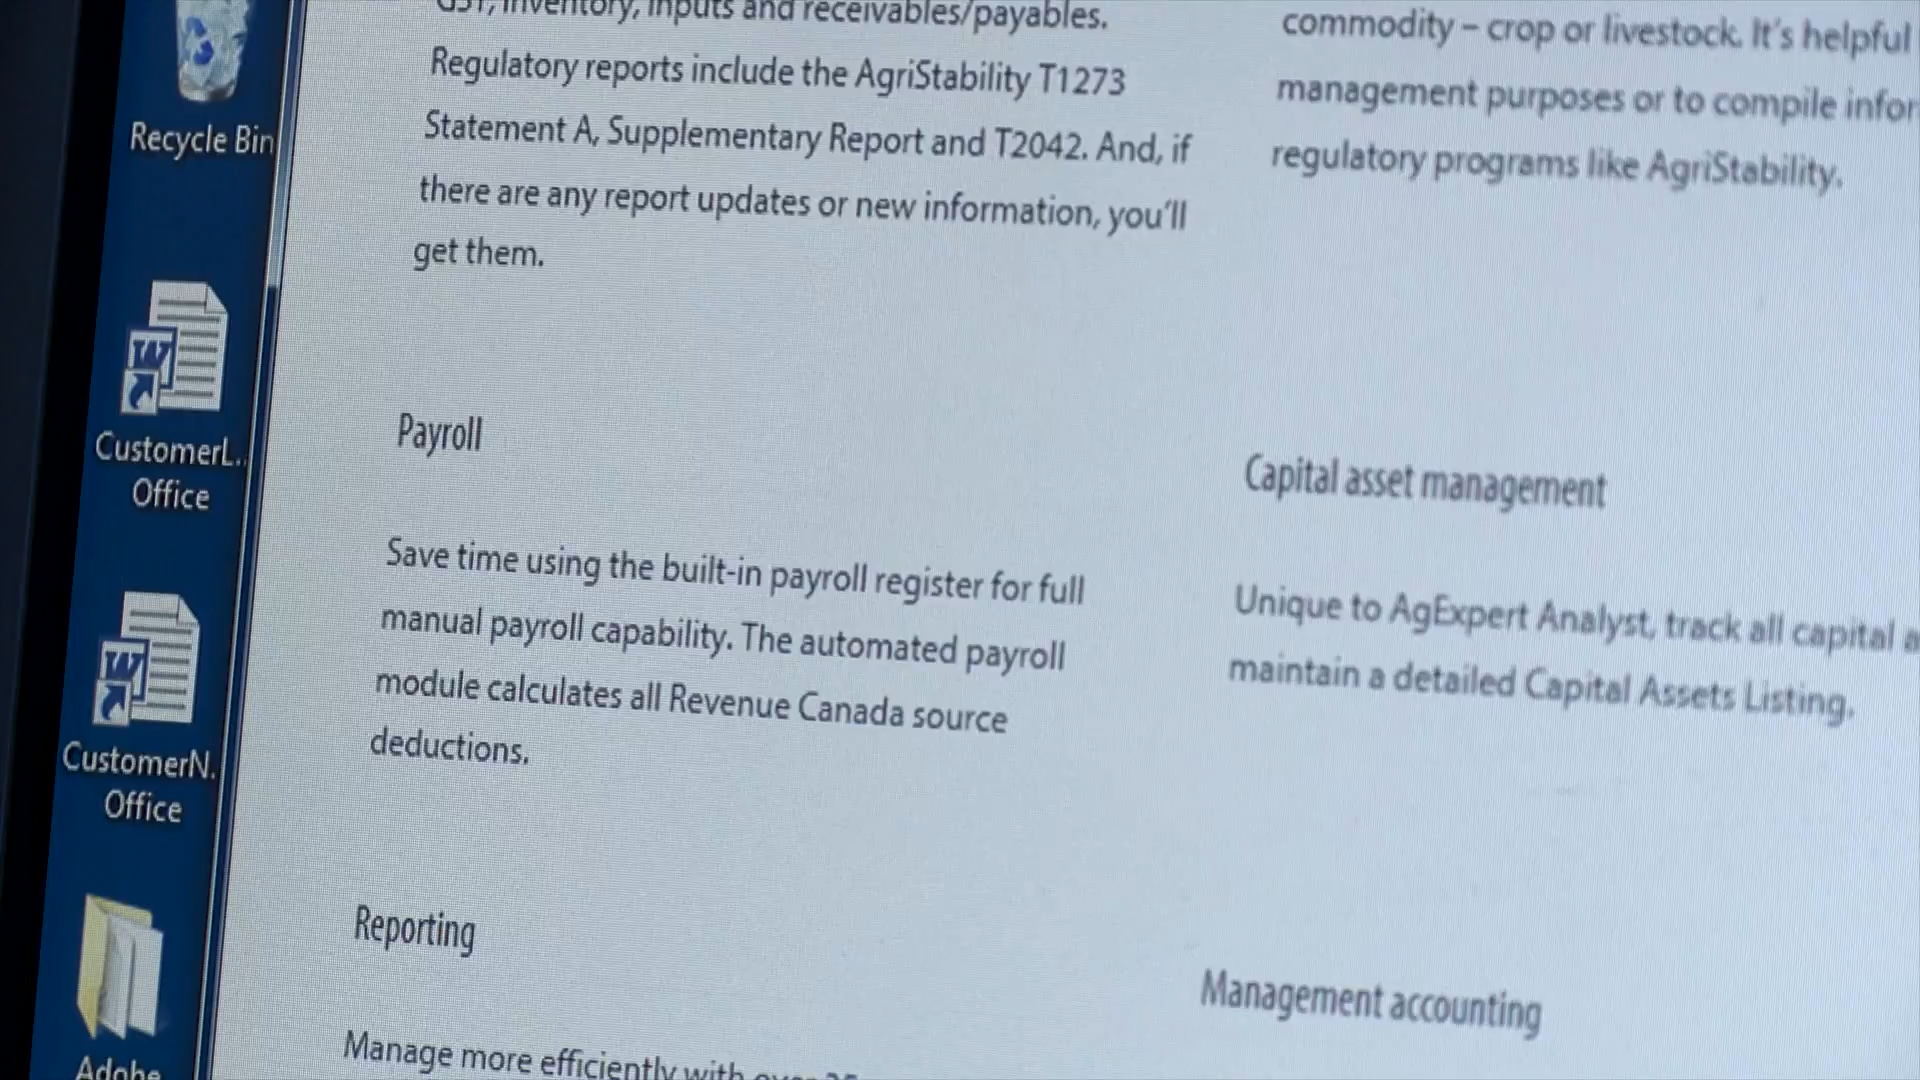 Recycle Bin
CustomerL..
Office
CustomerN.
Office
Adobe
GST, inventory, inputs and receivables/payables.
Regulatory reports include the AgriStability T1273
Statement A, Supplementary Report and T2042. And, if
there are any report updates or new information, you'll
get them.
Payroll
Save time using the built-in payroll register for full
manual payroll capability. The automated payroll
module calculates all Revenue Canada source
deductions.
Reporting
Manage more efficiently with over
commodity – crop or livestock. It's helpful
management purposes or to compile infor
regulatory programs like AgriStability.
Capital asset management
Unique to AgExpert Analyst, track all capital a
maintain a detailed Capital Assets Listing.
Management accounting